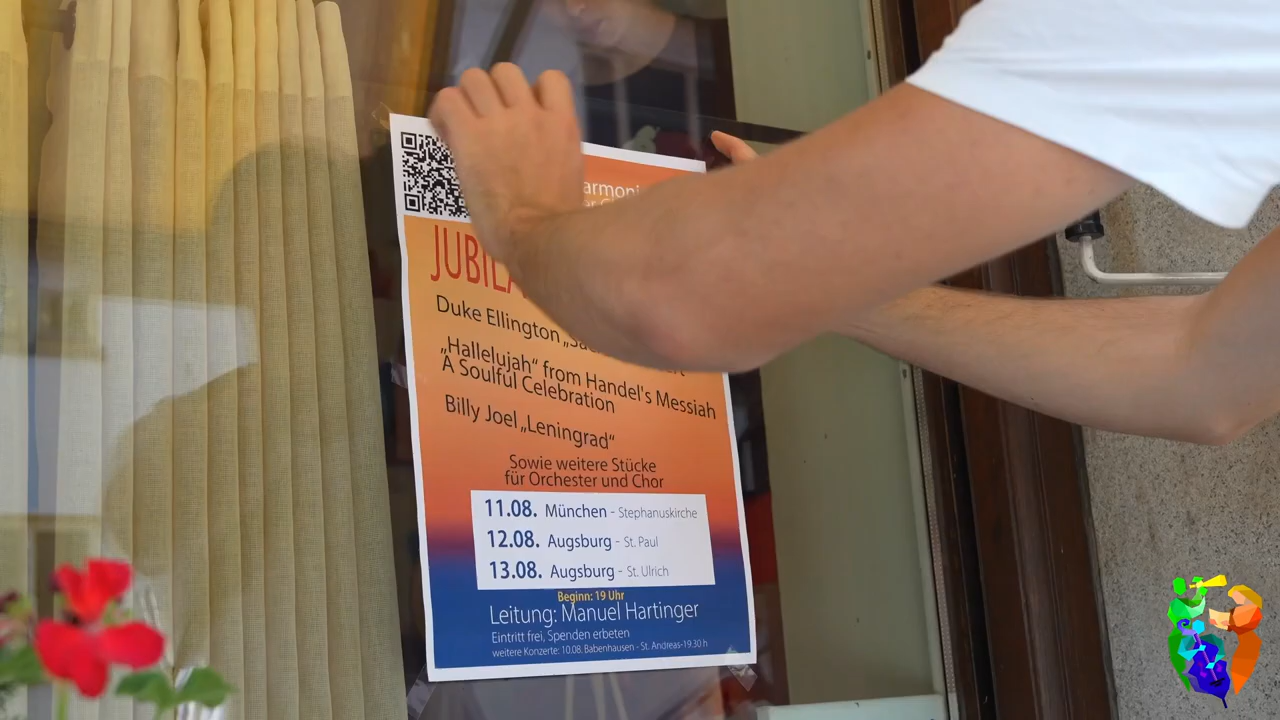 Duke Ellington
„Hallelujah“ from Handel's Messiah
A Soulful Celebration
Billy Joel „Leningrad“
Sowie weitere Stücke
für Orchester und Chor
11.08. München - Stephanuskirche
12.08. Augsburg - St. Paul
13.08. Augsburg - St. Ulrich
Beginn: 19 Uhr
Leitung: Manuel Hartinger
Eintritt frei, Spenden erbeten
weitere Konzerte: 10.08. Babenhausen - St. Andreas-19.30 h